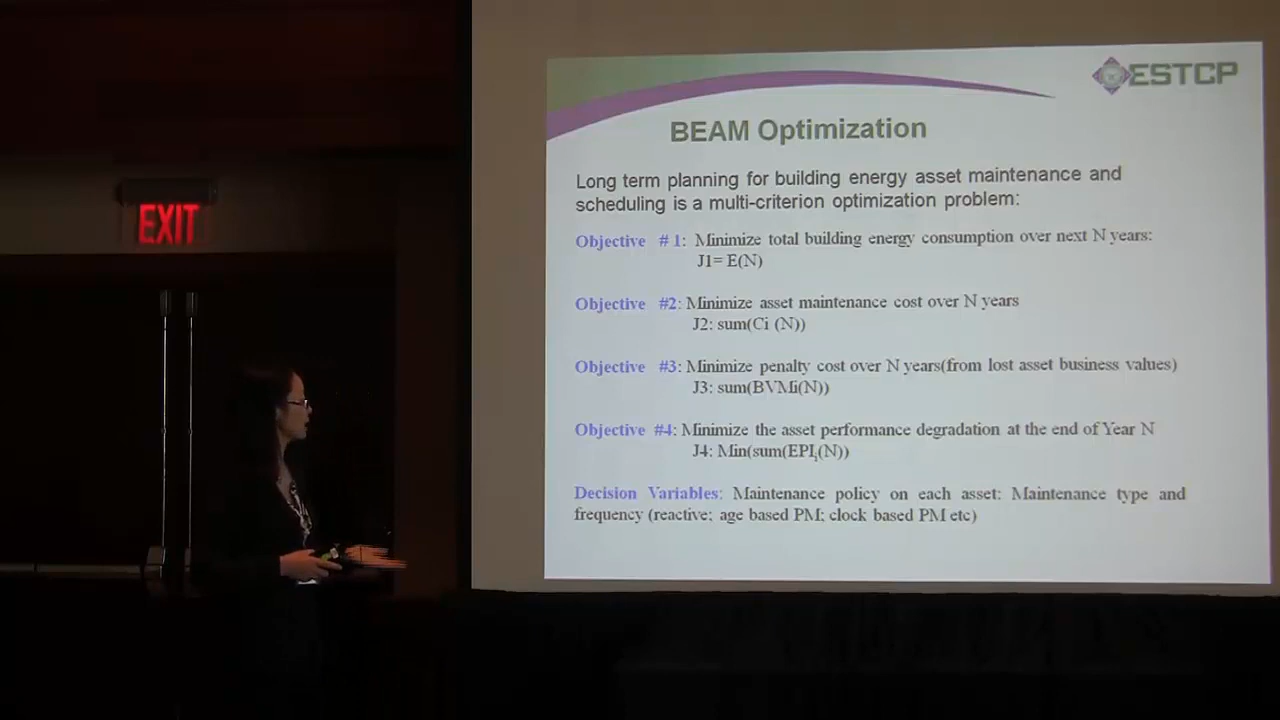 ESTCP
BEAM Optimization
EXIT
Long term planning for building energy asset maintenance and
scheduling is a multi-criterion optimization problem:
Objective # 1: Minimize total building energy consumption over next N years:
J1= E(N)
Objective #2: Minimize asset maintenance cost over N years
J2: sum(Ci (N))
Objective #3: Minimize penalty cost over N years(from lost asset business values)
J3: sum(BVMi(N))
Objective #4: Minimize the asset performance degradation at the end of Year N
J4: Min(sum(EPIi(N))
Decision Variables: Maintenance policy on each asset: Maintenance type and
frequency (reactive; age based PM; clock based PM etc)